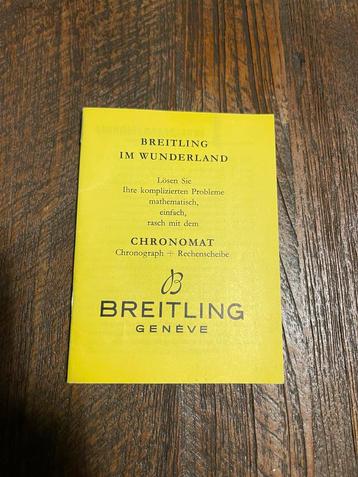 BREITLING
IM WUNDERLAND
Lösen Sie
Ihre komplizierten Probleme
mathematisch,
einfach,
rasch mit dem
CHRONOMAT
Chronograph + Rechenscheibe
B
BREITLING
GENÈVE